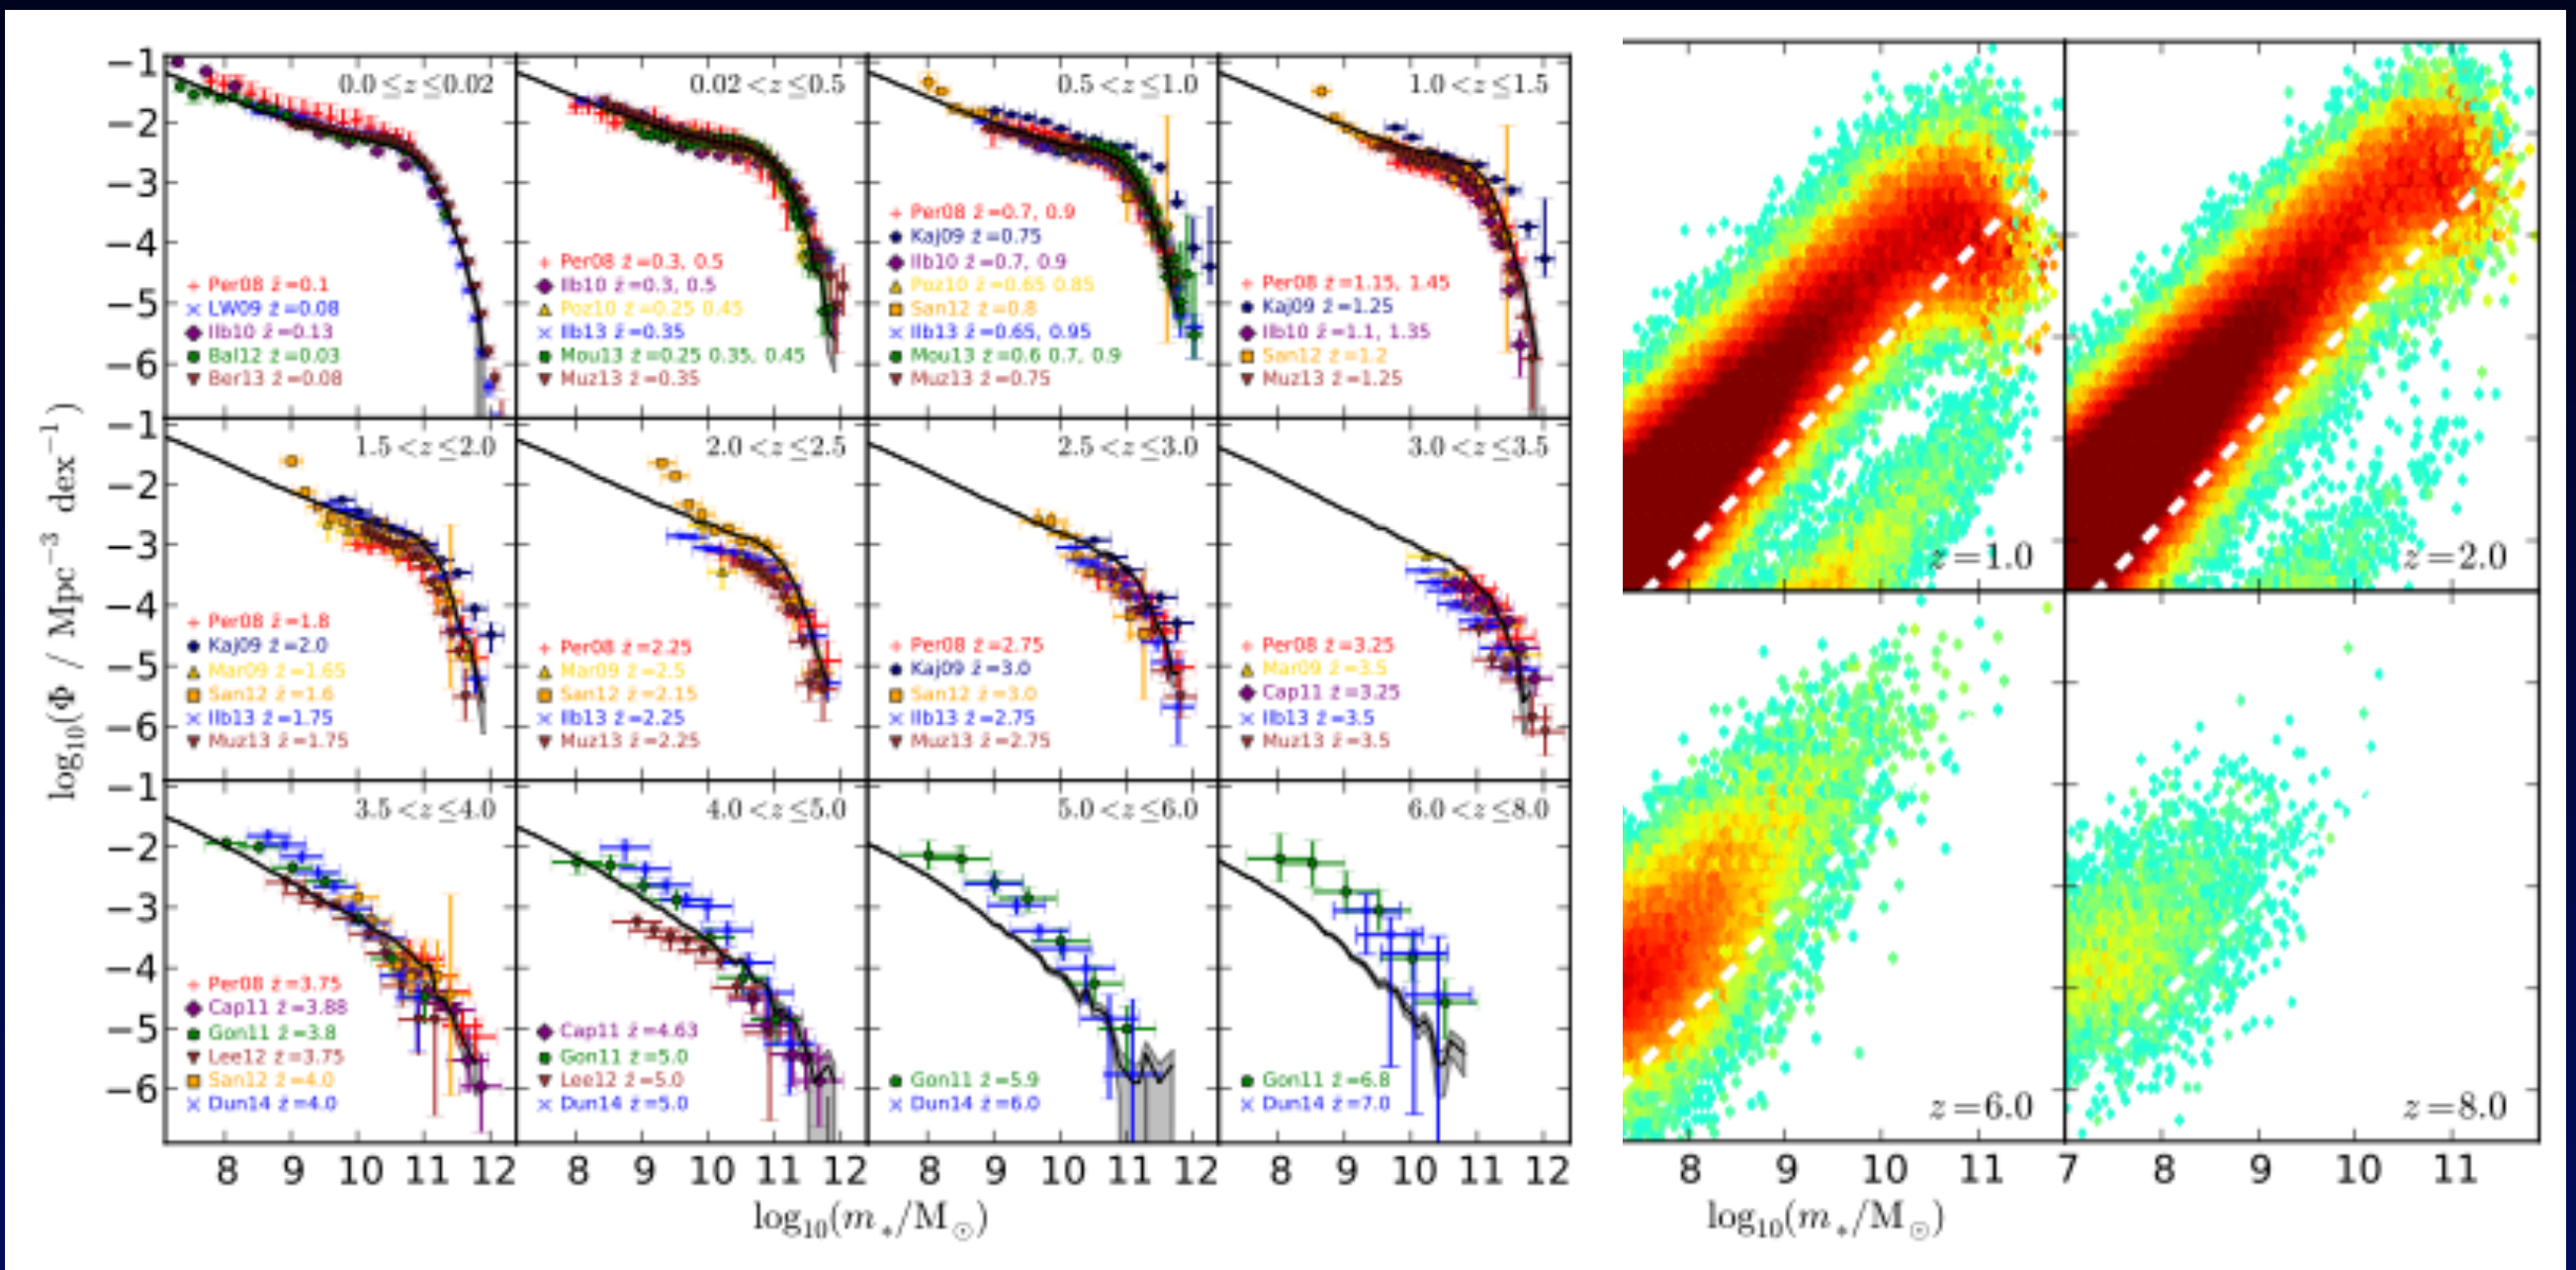 log₁₀(Φ / Mpc⁻³ dex⁻¹)
−1
−2
−3
−4
−5
−6
0.0 ≤z ≤0.02
Per08 z̄=0.1
LW09 z̄=0.08
Ilb10 z̄=0.13
Bal12 z̄=0.03
Ber13 z̄=0.08
0.02 <z ≤0.5
Per08 z̄=0.3, 0.5
Ilb10 z̄=0.3, 0.5
Poz10 z̄=0.25 0.45
Ilb13 z̄=0.35
Mou13 z̄=0.25 0.35, 0.45
Muz13 z̄=0.35
0.5 <z ≤1.0
Per08 z̄=0.7, 0.9
Kaj09 z̄=0.75
Ilb10 z̄=0.7, 0.9
Poz10 z̄=0.65 0.85
San12 z̄=0.8
Ilb13 z̄=0.65, 0.95
Mou13 z̄=0.6 0.7, 0.9
Muz13 z̄=0.75
1.0 <z ≤1.5
Per08 z̄=1.15, 1.45
Kaj09 z̄=1.25
Ilb10 z̄=1.1, 1.35
San12 z̄=1.2
Muz13 z̄=1.25
−1
−2
−3
−4
−5
−6
1.5 <z ≤2.0
Per08 z̄=1.8
Kaj09 z̄=2.0
Mar09 z̄=1.65
San12 z̄=1.6
Ilb13 z̄=1.75
Muz13 z̄=1.75
2.0 <z ≤2.5
Per08 z̄=2.25
Mar09 z̄=2.5
San12 z̄=2.15
Ilb13 z̄=2.25
Muz13 z̄=2.25
2.5 <z ≤3.0
Per08 z̄=2.75
Kaj09 z̄=3.0
San12 z̄=3.0
Ilb13 z̄=2.75
Muz13 z̄=2.75
3.0 <z ≤3.5
Per08 z̄=3.25
Mar09 z̄=3.5
Cap11 z̄=3.25
Ilb13 z̄=3.5
Muz13 z̄=3.5
−1
−2
−3
−4
−5
−6
3.5 <z ≤4.0
Per08 z̄=3.75
Cap11 z̄=3.88
Gon11 z̄=3.8
Lee12 z̄=3.75
San12 z̄=4.0
Dun14 z̄=4.0
4.0 <z ≤5.0
Cap11 z̄=4.63
Gon11 z̄=5.0
Lee12 z̄=5.0
Dun14 z̄=5.0
5.0 <z ≤6.0
Gon11 z̄=5.9
Dun14 z̄=6.0
6.0 <z ≤8.0
Gon11 z̄=6.8
Dun14 z̄=7.0
8 9 10 11 12 8 9 10 11 12 8 9 10 11 12 8 9 10 11 12
log₁₀(m∗/M⊙)
z =1.0
z =2.0
z =6.0
z =8.0
8 9 10 11 7 8 9 10 11
log₁₀(m∗/M⊙)